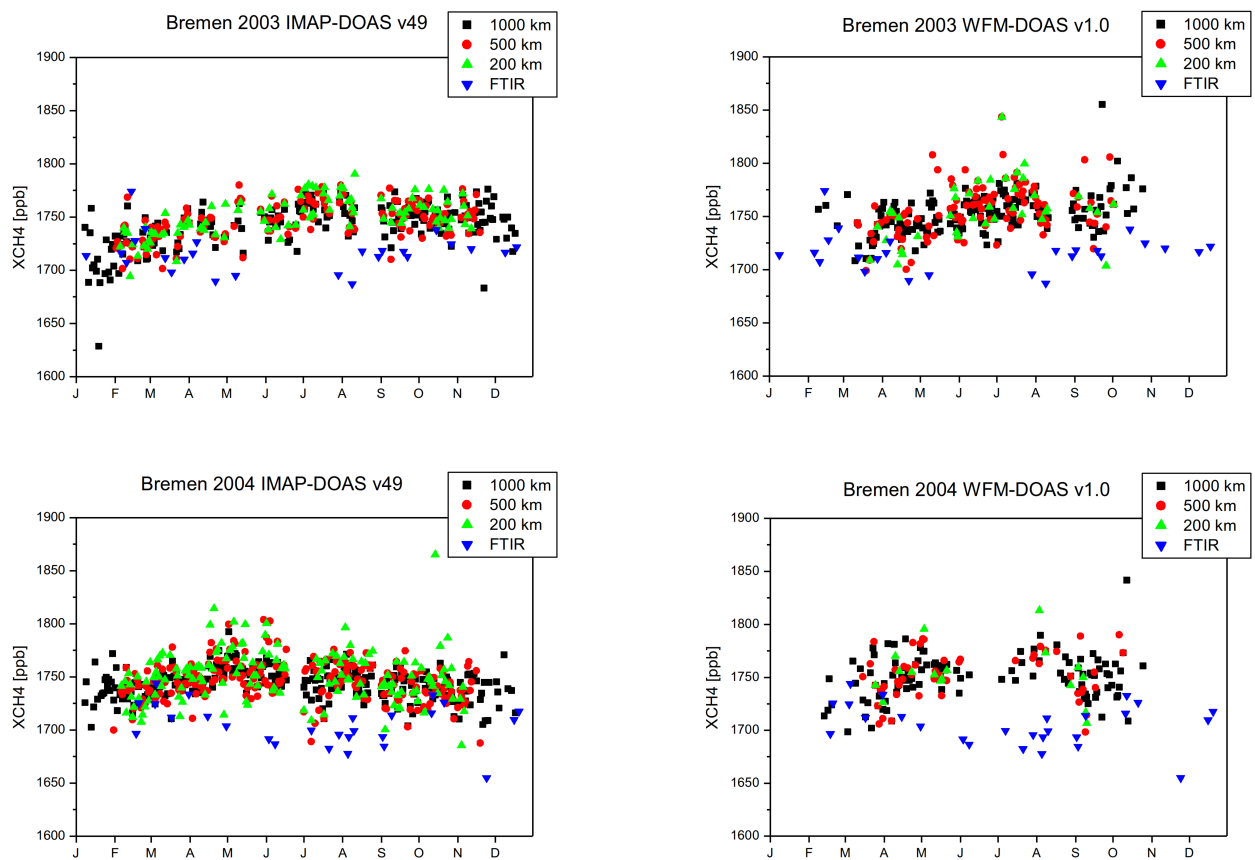 Bremen 2003 IMAP-DOAS v49
1000 km
500 km
200 km
FTIR
XCH4 [ppb]
1900
1850
1800
1750
1700
1650
1600
J F M A M J J A S O N D
Bremen 2003 WFM-DOAS v1.0
1000 km
500 km
200 km
FTIR
XCH4 [ppb]
1900
1850
1800
1750
1700
1650
1600
J F M A M J J A S O N D
Bremen 2004 IMAP-DOAS v49
1000 km
500 km
200 km
FTIR
XCH4 [ppb]
1900
1850
1800
1750
1700
1650
1600
J F M A M J J A S O N D
Bremen 2004 WFM-DOAS v1.0
1000 km
500 km
200 km
FTIR
XCH4 [ppb]
1900
1850
1800
1750
1700
1650
1600
J F M A M J J A S O N D